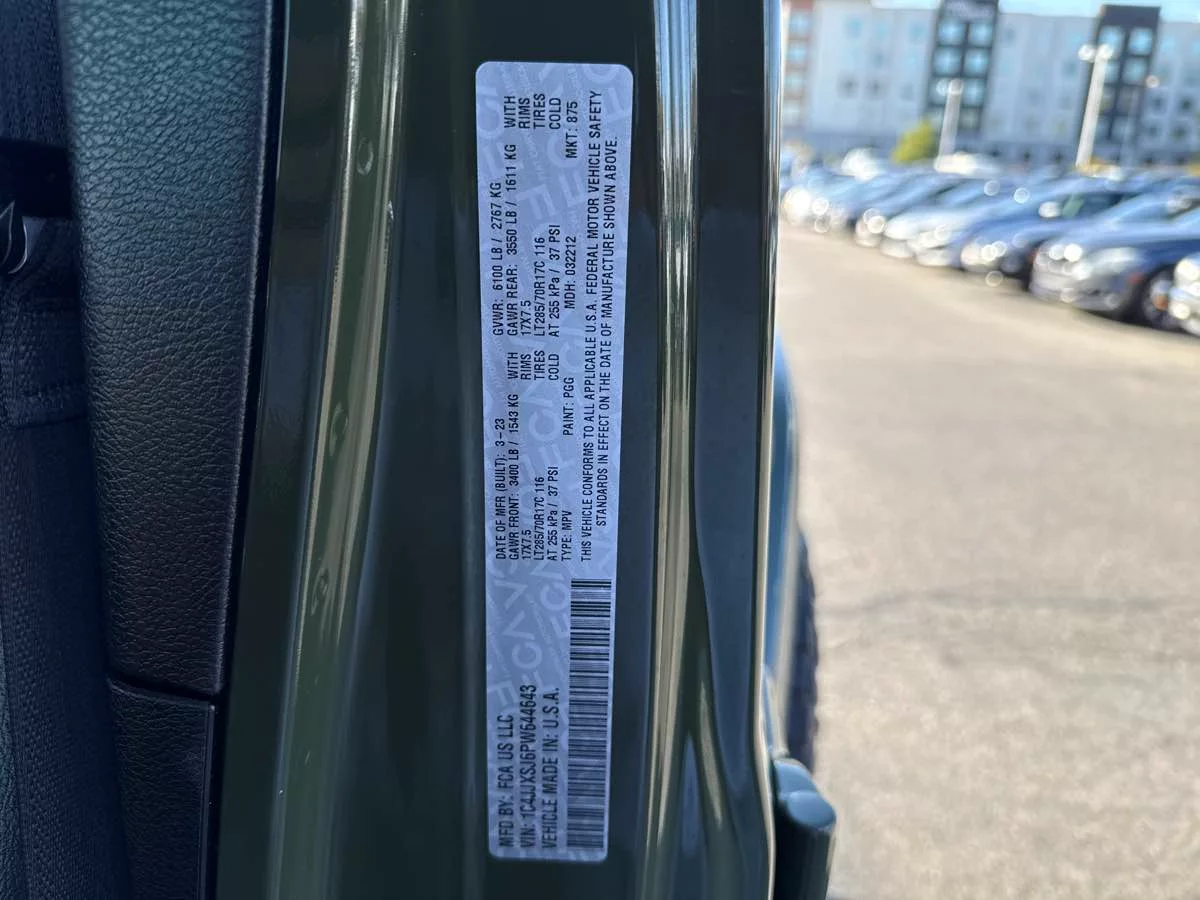 MFD BY: FCA US LLC
VIN: 1C4JJXSJ6PW644643
VEHICLE MADE IN: U.S.A.
DATE OF MFR (BUILT): 3-23 GVWR: 6100 LB / 2767 KG
GAWR FRONT: 3400 LB / 1543 KG WITH GAWR REAR: 3550 LB / 1611 KG WITH
17X7.5 RIMS 17X7.5 RIMS
LT285/70R17C 116 TIRES LT285/70R17C 116 TIRES
AT 255 kPa / 37 PSI COLD AT 255 kPa / 37 PSI COLD
TYPE: MPV PAINT: PGG MDH: 032212 MKT: 875
THIS VEHICLE CONFORMS TO ALL APPLICABLE U.S.A. FEDERAL MOTOR VEHICLE SAFETY
STANDARDS IN EFFECT ON THE DATE OF MANUFACTURE SHOWN ABOVE.